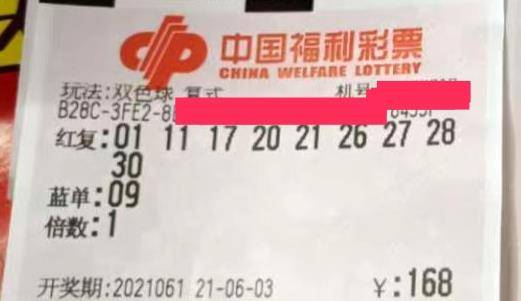 中国福利彩票
CHINA WELFARE LOTTERY
玩法:双色球 复式 机号
B28C-3FE2-8
红复:01 11 17 20 21 26 27 28
30
蓝单:09
倍数:1
开奖期:2021061 21-06-03 ￥:168